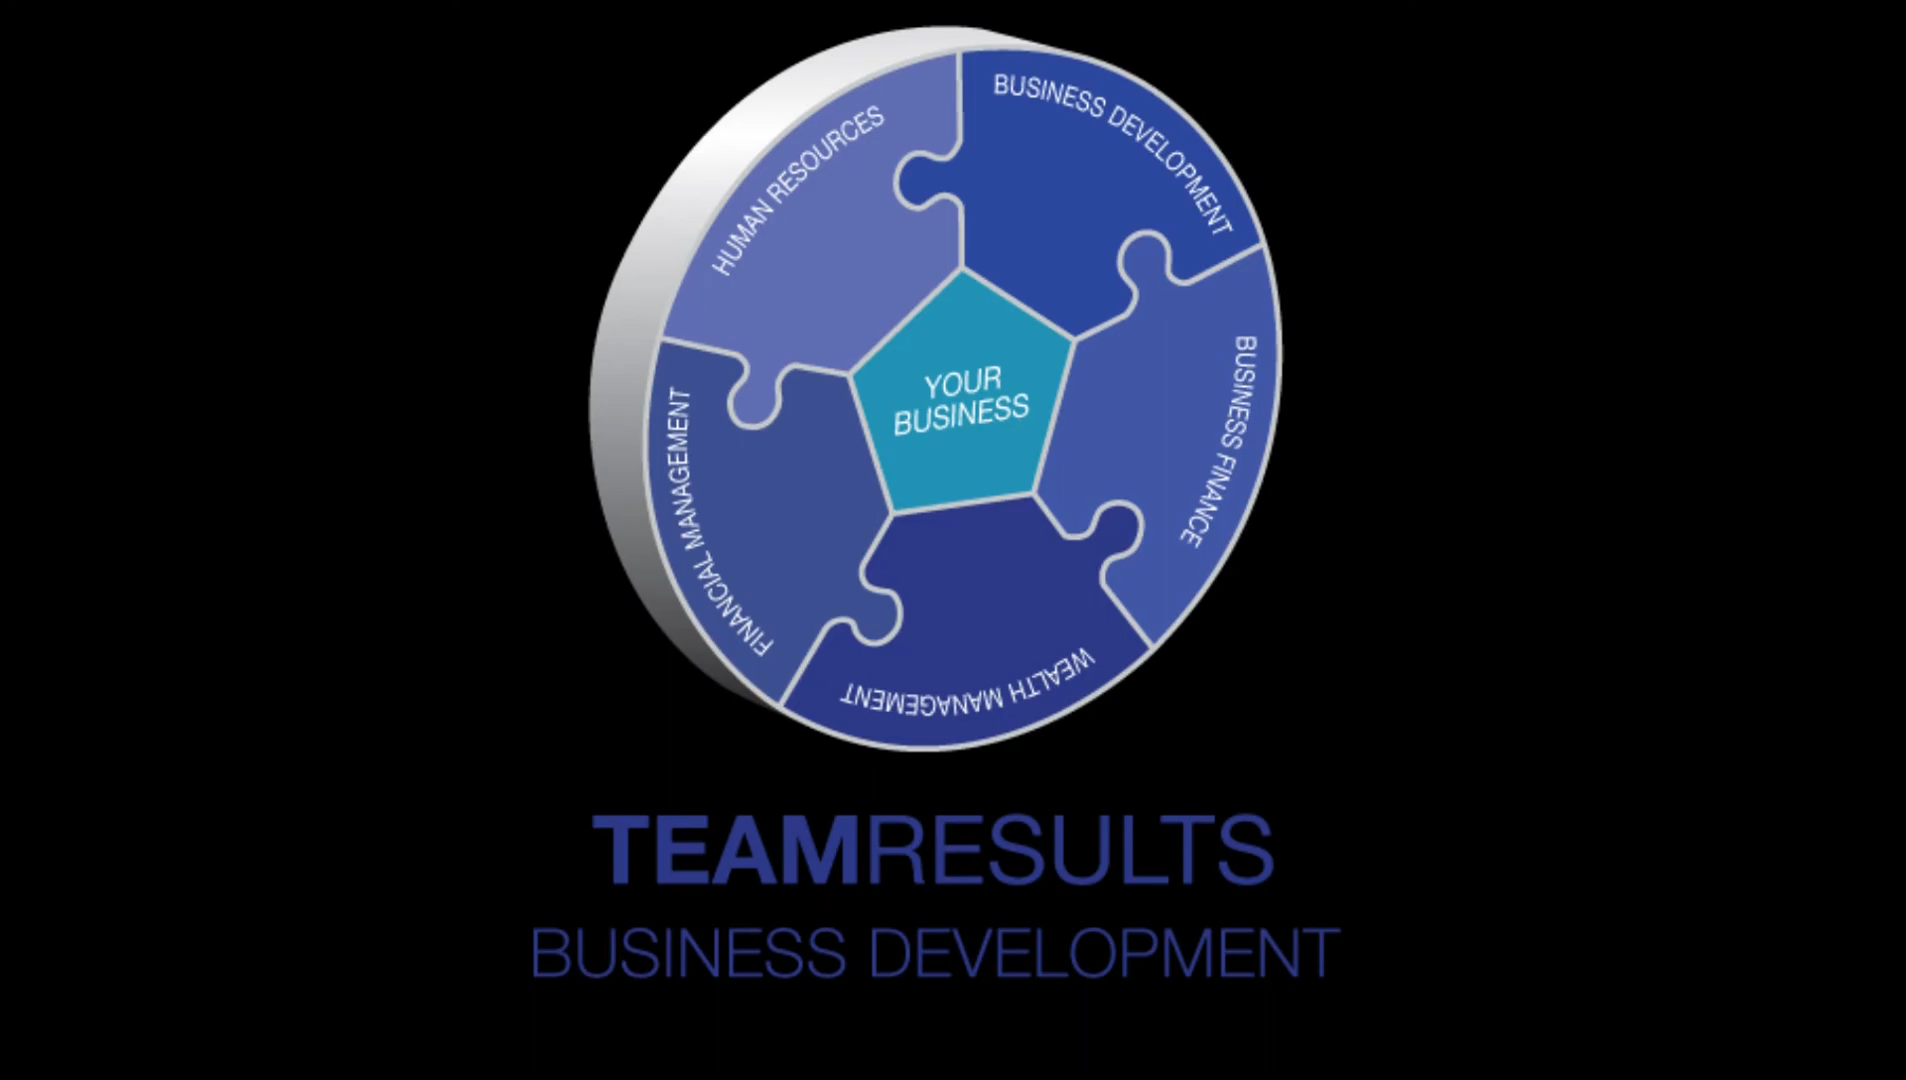 BUSINESS DEVELOPMENT
HUMAN RESOURCES
BUSINESS FINANCE
YOUR
BUSINESS
FINANCIAL MANAGEMENT
WEALTH MANAGEMENT
TEAMRESULTS
BUSINESS DEVELOPMENT